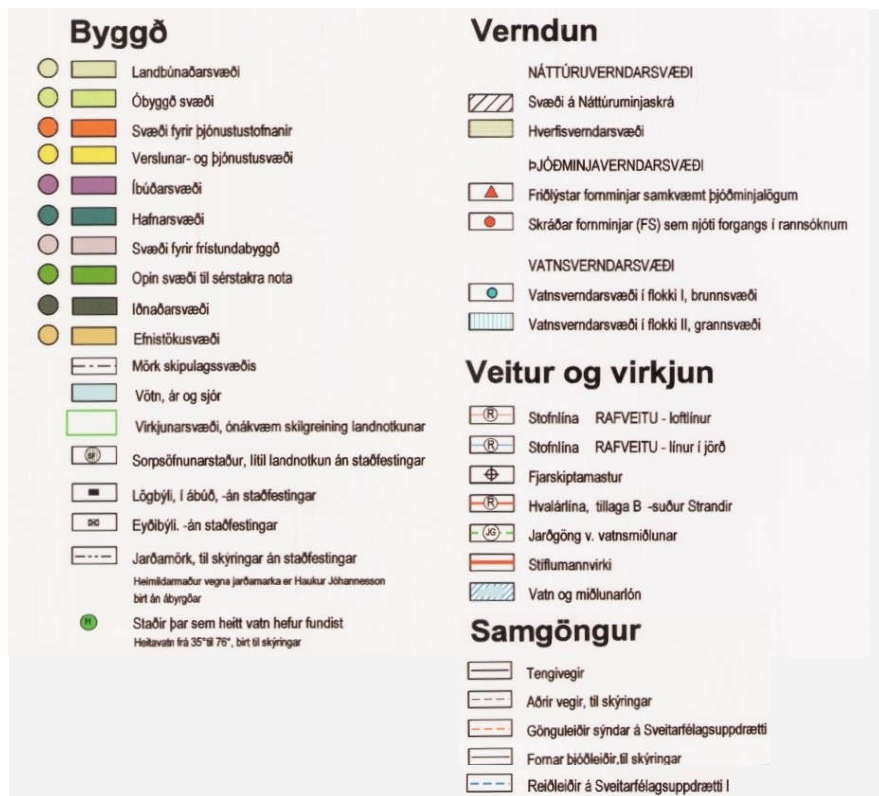 Byggð
Landbúnaðarsvæði
Óbyggð svæði
Svæði fyrir þjónustustofnanir
Verslunar- og þjónustusvæði
Íbúðarsvæði
Hafnarsvæði
Svæði fyrir frístundabyggð
Opin svæði til sérstakra nota
Iðnaðarsvæði
Efnistökusvæði
Mörk skipulagssvæðis
Vötn, ár og sjór
Virkjunarsvæði, ónákvæm skilgreining landnotkunar
SF Sorpsöfnunarstaður, lítil landnotkun án staðfestingar
Lögbýli, í ábúð, -án staðfestingar
Eyðibýli. -án staðfestingar
Jarðamörk, til skýringar án staðfestingar
Heimildarmaður vegna jarðamarka er Haukur Jóhannesson
birt án ábyrgðar
H Staðir þar sem heitt vatn hefur fundist
Heitavatn frá 35° til 76°, birt til skýringar
Verndun
NÁTTÚRUVERNDARSVÆÐI
Svæði á Náttúruminjaskrá
Hverfisverndarsvæði
ÞJÓÐMINJAVERNDARSVÆÐI
Friðlýstar fornminjar samkvæmt þjóðminjalögum
Skráðar fornminjar (FS) sem njóti forgangs í rannsóknum
VATNSVERNDARSVÆÐI
Vatnsverndarsvæði í flokki I, brunnsvæði
Vatnsverndarsvæði í flokki II, grannsvæði
Veitur og virkjun
R Stofnlína RAFVEITU - loftlínur
R Stofnlína RAFVEITU - línur í jörð
Fjarskiptamastur
R Hvalárlína, tillaga B -suður Strandir
JG Jarðgöng v. vatnsmiðlunar
Stíflumannvirki
Vatn og miðlunarlón
Samgöngur
Tengivegir
Aðrir vegir, til skýringar
Gönguleiðir sýndar á Sveitarfélagsuppdrætti
Fornar þjóðleiðir,til skýringar
Reiðleiðir á Sveitarfélagsuppdrætti I